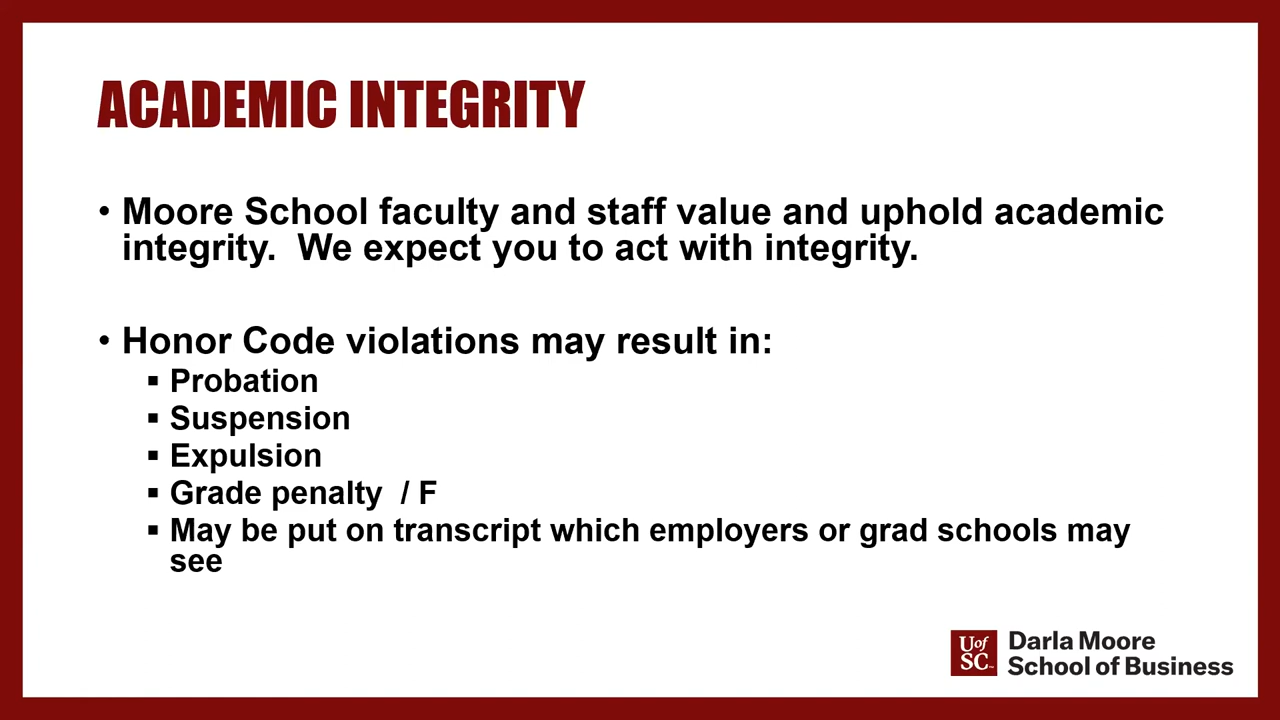 ACADEMIC INTEGRITY
• Moore School faculty and staff value and uphold academic
integrity.  We expect you to act with integrity.
• Honor Code violations may result in:
▪ Probation
▪ Suspension
▪ Expulsion
▪ Grade penalty  / F
▪ May be put on transcript which employers or grad schools may
see
UofSC
Darla Moore
School of Business